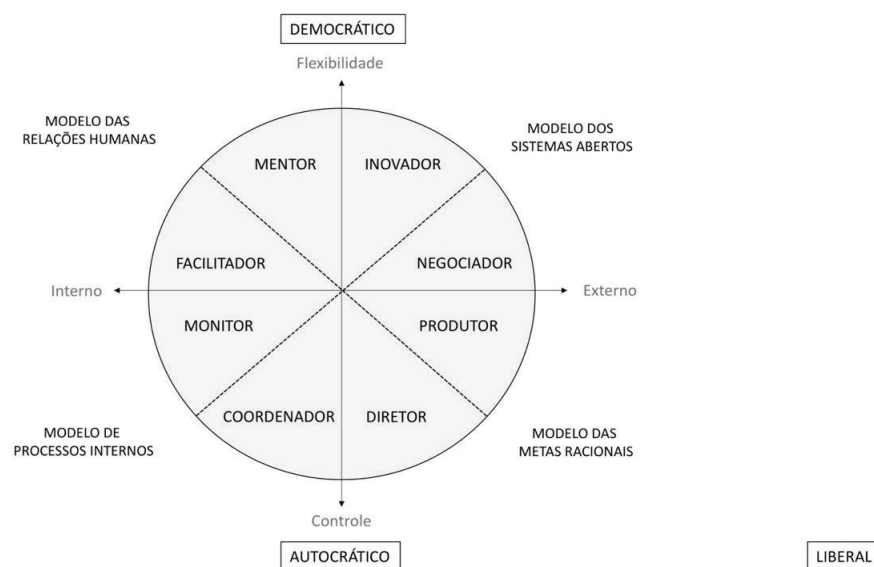 DEMOCRÁTICO
Flexibilidade
MODELO DAS
RELAÇÕES HUMANAS
MODELO DOS
SISTEMAS ABERTOS
MENTOR
INOVADOR
FACILITADOR
NEGOCIADOR
Interno
Externo
MONITOR
PRODUTOR
COORDENADOR
DIRETOR
MODELO DE
PROCESSOS INTERNOS
MODELO DAS
METAS RACIONAIS
Controle
AUTOCRÁTICO
LIBERAL